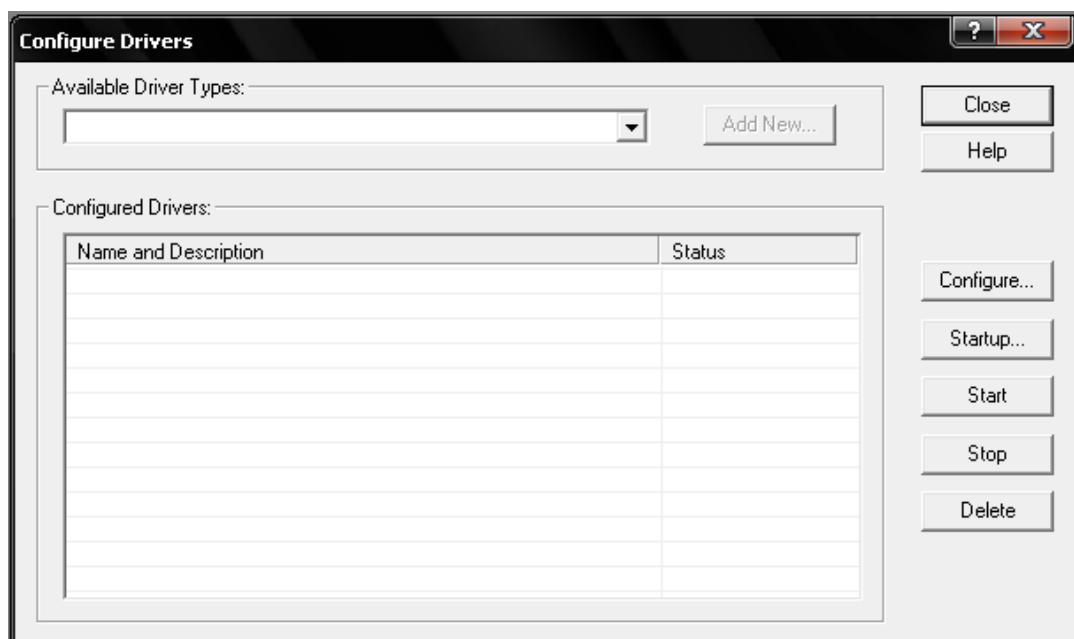 Configure Drivers
?
X
Available Driver Types:
Add New...
Close
Help
Configured Drivers:
Name and Description
Status
Configure...
Startup...
Start
Stop
Delete